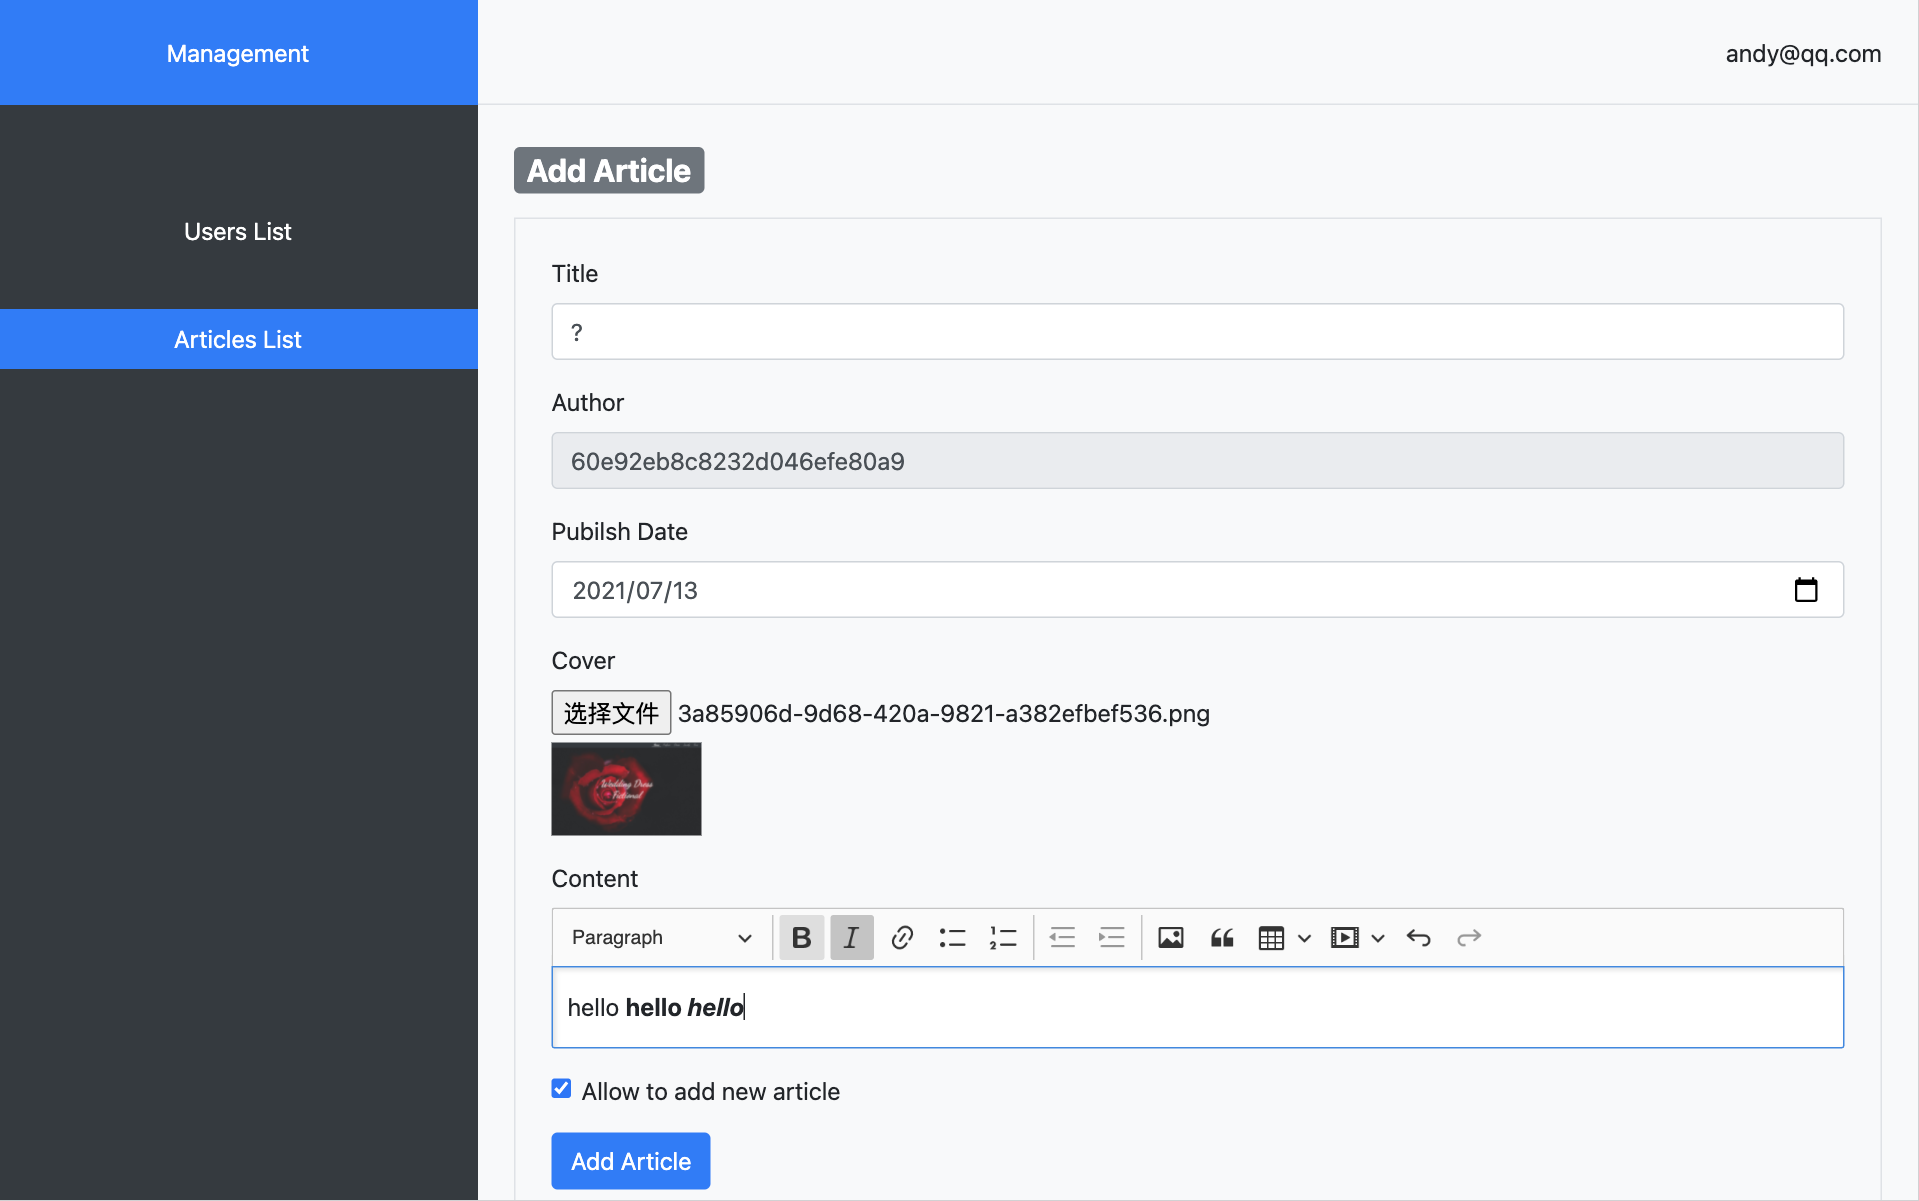 Management
andy@qq.com
Users List
Articles List
Add Article
Title
?
Author
60e92eb8c8232d046efe80a9
Pubilsh Date
2021/07/13
Cover
选择文件 3a85906d-9d68-420a-9821-a382efbef536.png
Wedding Dress
Fictional
Content
Paragraph B I
hello hello hello
Allow to add new article
Add Article